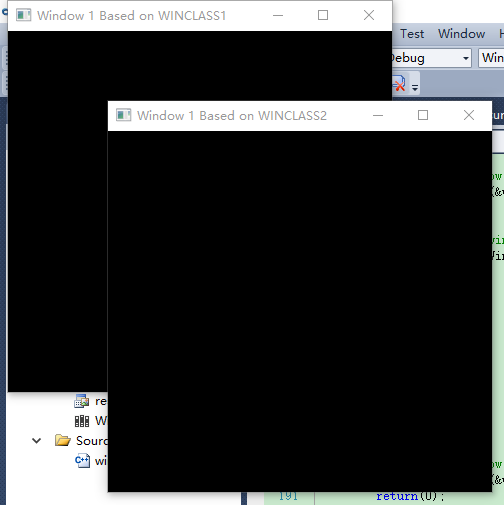 Window 1 Based on WINCLASS1
Test Window
Debug
Win
Window 1 Based on WINCLASS2
re
W
Sourc
wi
191 return(0);